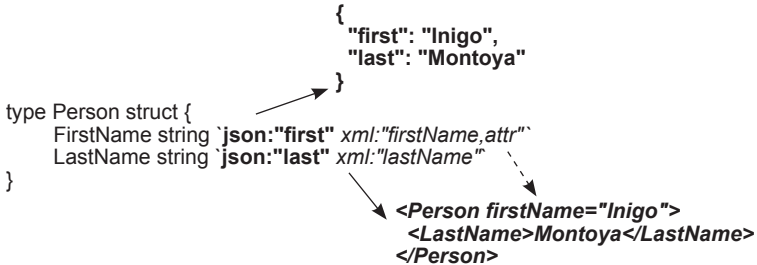 {
"first": "Inigo",
"last": "Montoya"
}
type Person struct {
FirstName string `json:"first" xml:"firstName,attr"`
LastName string `json:"last" xml:"lastName"`
}
<Person firstName="Inigo">
<LastName>Montoya</LastName>
</Person>